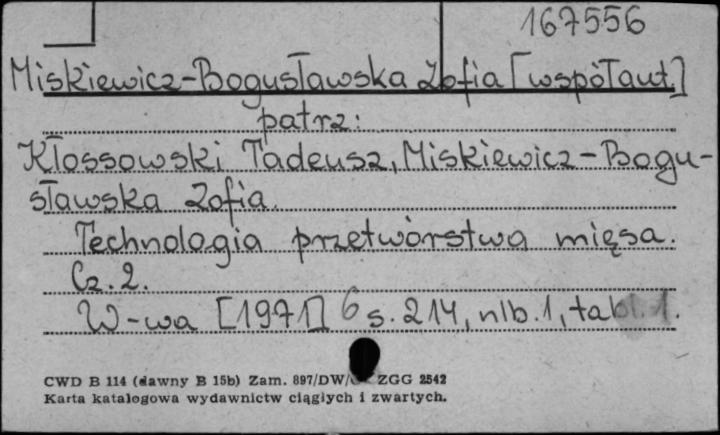 167556
Miskiewicz-Bogusławska Zofia [współaut.]
patrz:
Kłossowski Tadeusz, Miskiewicz-Bogu-
sławska Zofia.
Technologia przetwórstwa mięsa.
Cz. 2.
W-wa [1971] 6 s. 214, nlb. 1, tabl. 1.
CWD B 114 (dawny B 15b) Zam. 897/DW/ ZGG 2542
Karta katalogowa wydawnictw ciągłych i zwartych.